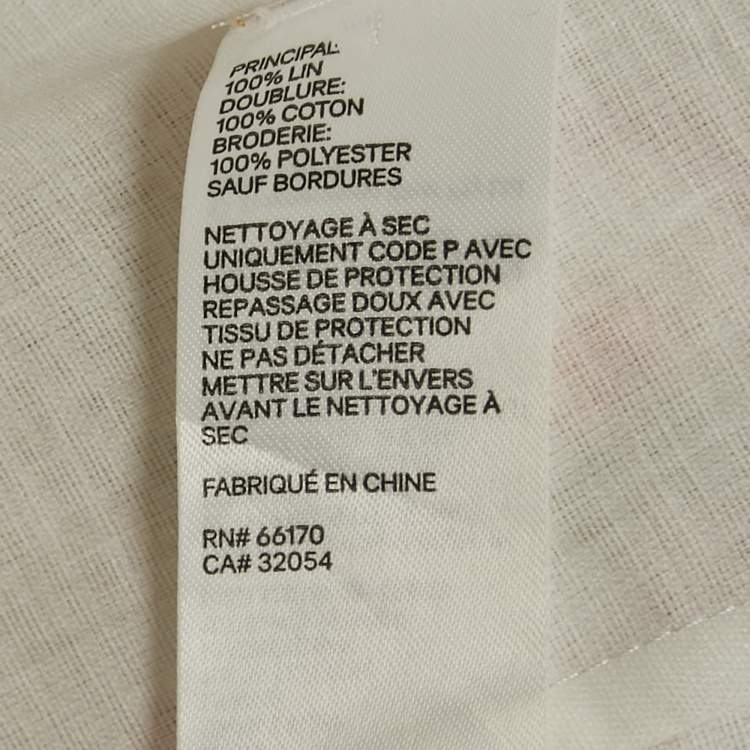 PRINCIPAL:
100% LIN
DOUBLURE:
100% COTON
BRODERIE:
100% POLYESTER
SAUF BORDURES
NETTOYAGE À SEC
UNIQUEMENT CODE P AVEC
HOUSSE DE PROTECTION
REPASSAGE DOUX AVEC
TISSU DE PROTECTION
NE PAS DÉTACHER
METTRE SUR L'ENVERS
AVANT LE NETTOYAGE À
SEC
FABRIQUÉ EN CHINE
RN# 66170
CA# 32054